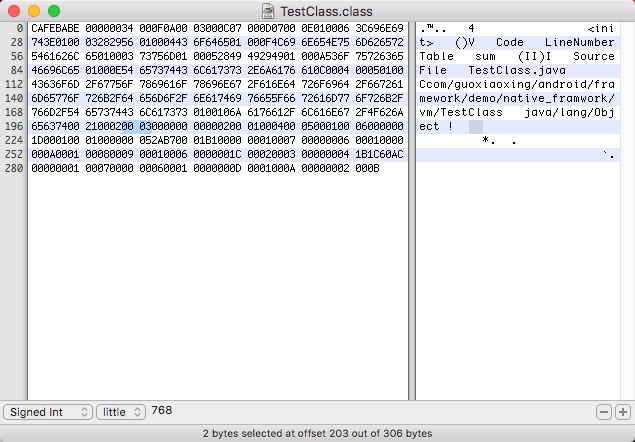 TestClass.class
0 CAFEBABE 00000034 000F0A00 03000C07 000D0700 0E010006 3C696E69 .™.. 4 <ini
28 743E0100 03282956 01000443 6F646501 000F4C69 6E654E75 6D626572 t> ()V Code LineNumber
56 5461626C 65010003 73756D01 00052849 49294901 000A536F 75726365 Table sum (II)I Source
84 46696C65 01000E54 65737443 6C617373 2E6A6176 610C0004 00050100 File TestClass.java
112 43636F6D 2F67756F 7869616F 78696E67 2F616E64 726F6964 2F667261 Ccom/guoxiaoxing/android/fra
140 6D65776F 726B2F64 656D6F2F 6E617469 76655F66 72616D77 6F726B2F mework/demo/native_framwork/
168 766D2F54 65737443 6C617373 0100106A 6176612F 6C616E67 2F4F626A vm/TestClass java/lang/Obj
196 65637400 21000200 03000000 00000200 01000400 05000100 06000000 ect !
224 1D000100 01000000 052AB700 01B10000 00010007 00000006 00010000 *. .
252 000A0001 00080009 00010006 0000001C 00020003 00000004 1B1C60AC `.
280 00000001 00070000 00060001 0000000D 0001000A 00000002 000B
Signed Int little 768
2 bytes selected at offset 203 out of 306 bytes